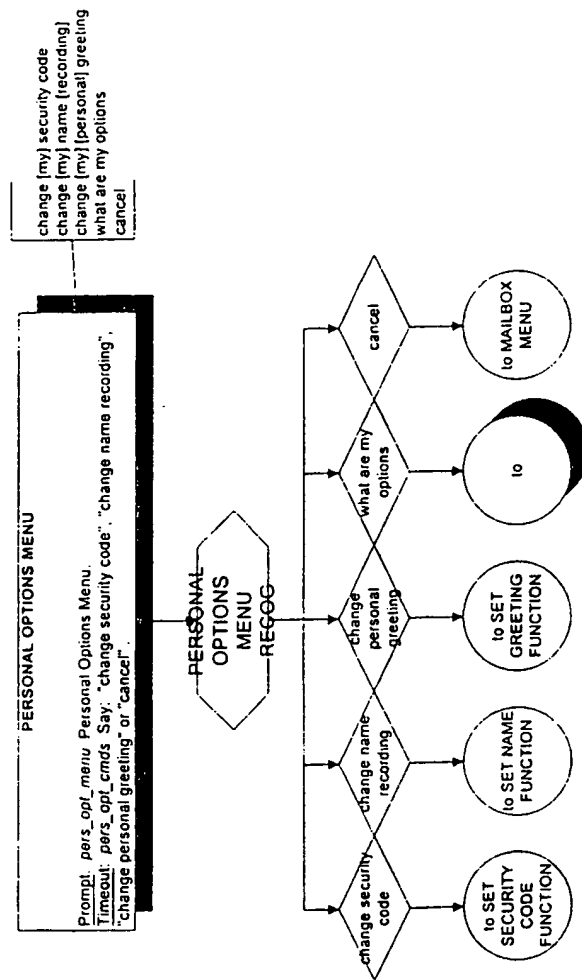 PERSONAL OPTIONS MENU
Prompt: pers_opt_menu Personal Options Menu.
Timeout: pers_opt_cmds Say: "change security code", "change name recording",
"change personal greeting" or "cancel".
change [my] security code
change [my] name [recording]
change [my] [personal] greeting
what are my options
cancel
PERSONAL
OPTIONS
MENU
RECOG
change security
code
change name
recording
change
personal
greeting
what are my
options
cancel
to SET
SECURITY
CODE
FUNCTION
to SET NAME
FUNCTION
to SET
GREETING
FUNCTION
to
to MAILBOX
MENU